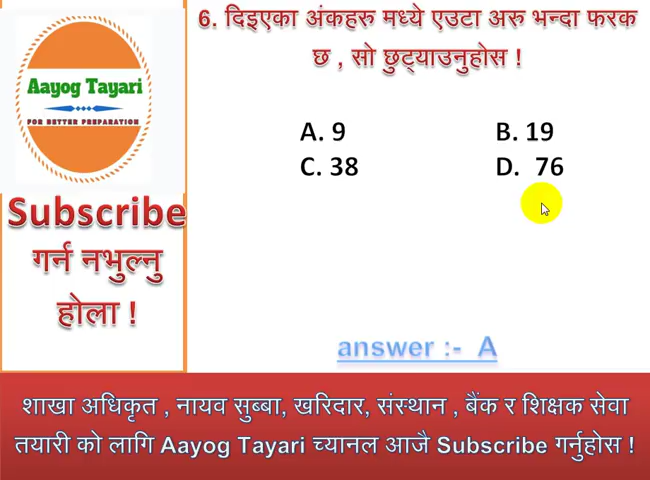 6. दिइएका अंकहरु मध्ये एउटा अरु भन्दा फरक
छ , सो छुट्याउनुहोस !
Aayog Tayari
FOR BETTER PREPARATION
A. 9
B. 19
C. 38
D. 76
Subscribe
गर्न नभुल्नु
होला !
answer :- A
शाखा अधिकृत , नायव सुब्बा, खरिदार, संस्थान , बैंक र शिक्षक सेवा
तयारी को लागि Aayog Tayari च्यानल आजै Subscribe गर्नुहोस !